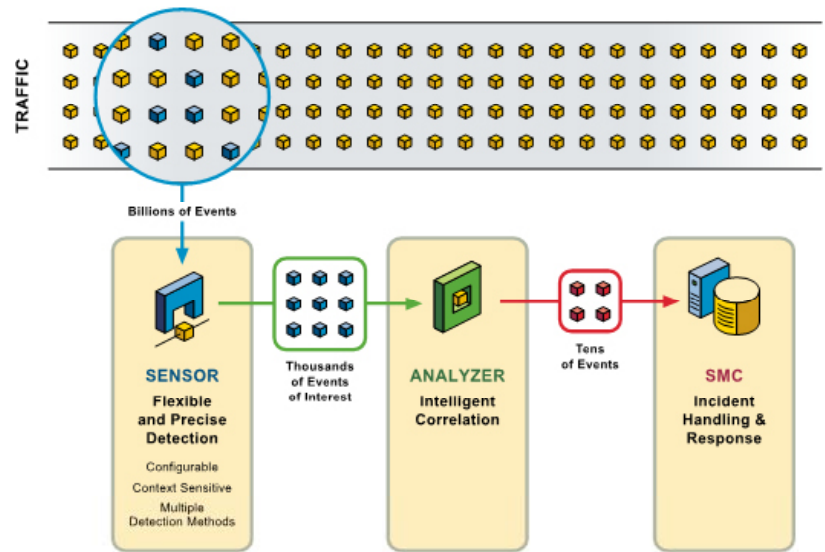 TRAFFIC
Billions of Events
SENSOR
Flexible
and Precise
Detection
Configurable
Context Sensitive
Multiple
Detection Methods
Thousands
of Events
of Interest
ANALYZER
Intelligent
Correlation
Tens
of Events
SMC
Incident
Handling &
Response